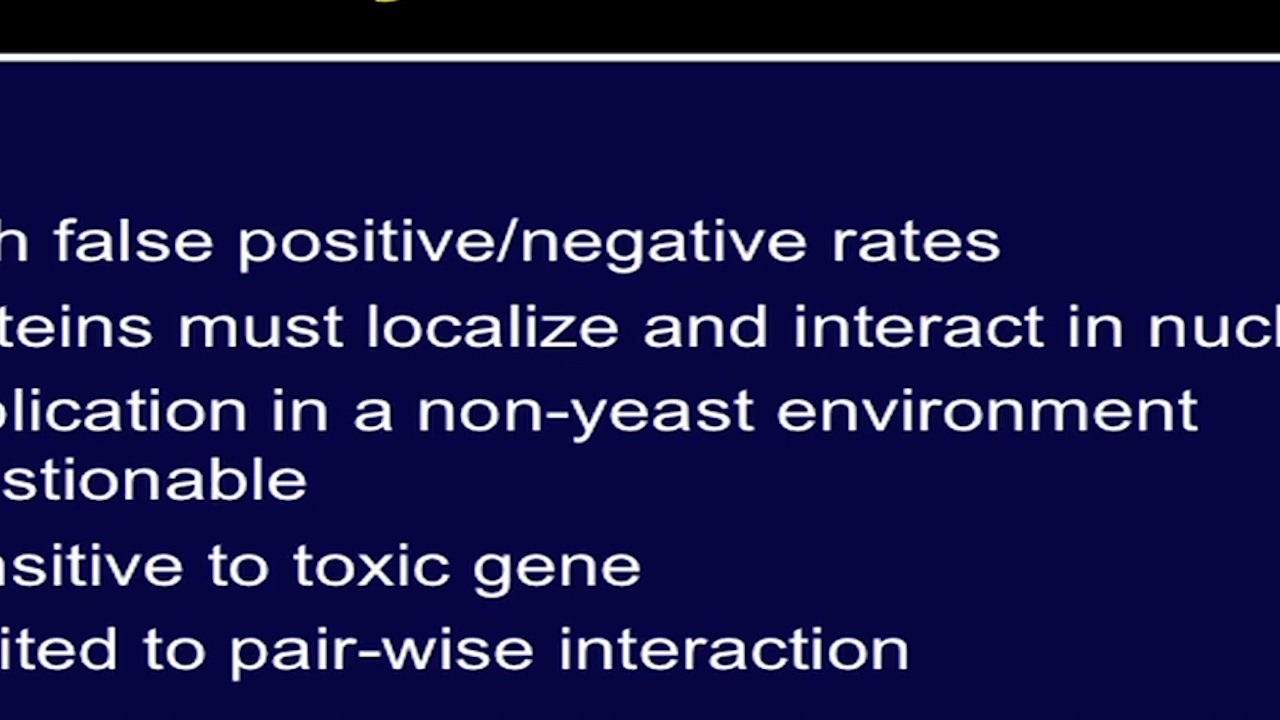 h false positive/negative rates
teins must localize and interact in nucl
plication in a non-yeast environment
stionable
nsitive to toxic gene
ited to pair-wise interaction